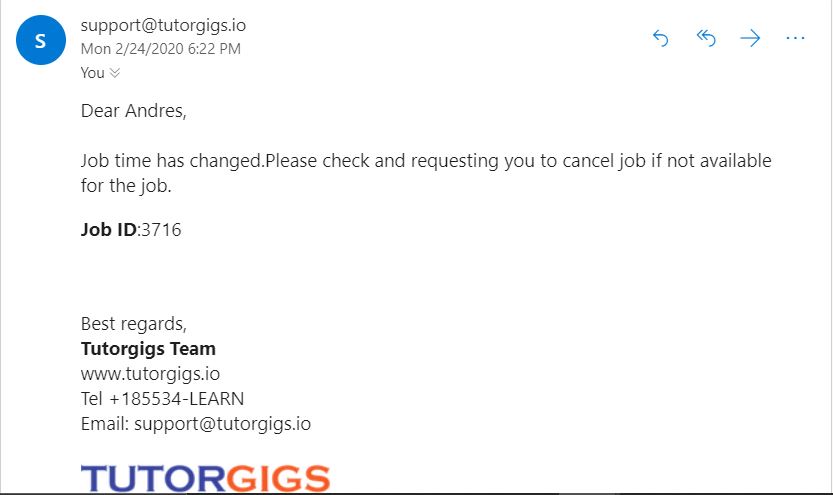 S
support@tutorgigs.io
Mon 2/24/2020 6:22 PM
You
Dear Andres,
Job time has changed.Please check and requesting you to cancel job if not available
for the job.
Job ID:3716
Best regards,
Tutorgigs Team
www.tutorgigs.io
Tel +185534-LEARN
Email: support@tutorgigs.io
TUTORGIGS